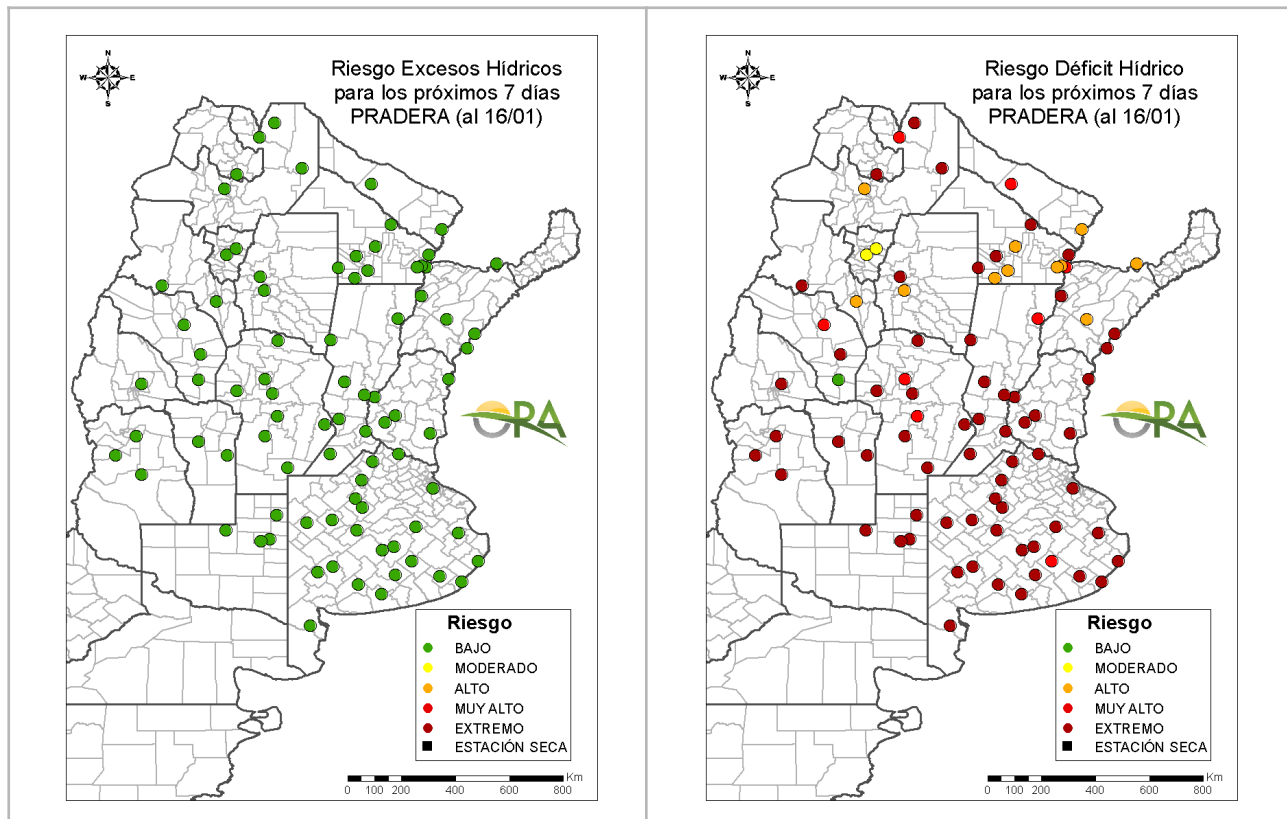 N
W E
S
Riesgo Excesos Hídricos
para los próximos 7 días
PRADERA (al 16/01)
ORA
Riesgo
BAJO
MODERADO
ALTO
MUY ALTO
EXTREMO
ESTACIÓN SECA
Km
0 100 200 400 600 800
N
W E
S
Riesgo Déficit Hídrico
para los próximos 7 días
PRADERA (al 16/01)
ORA
Riesgo
BAJO
MODERADO
ALTO
MUY ALTO
EXTREMO
ESTACIÓN SECA
Km
0 100 200 400 600 800